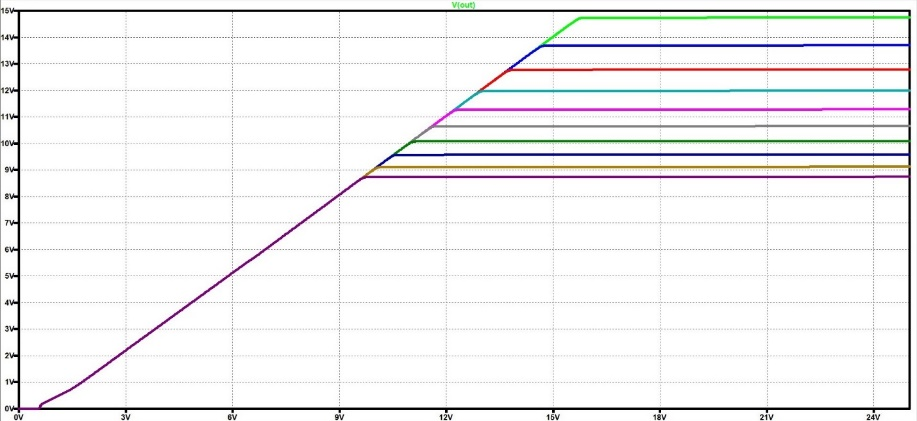 V(out)
15V
14V
13V
12V
11V
10V
9V
8V
7V
6V
5V
4V
3V
2V
1V
0V
0V 3V 6V 9V 12V 15V 18V 21V 24V